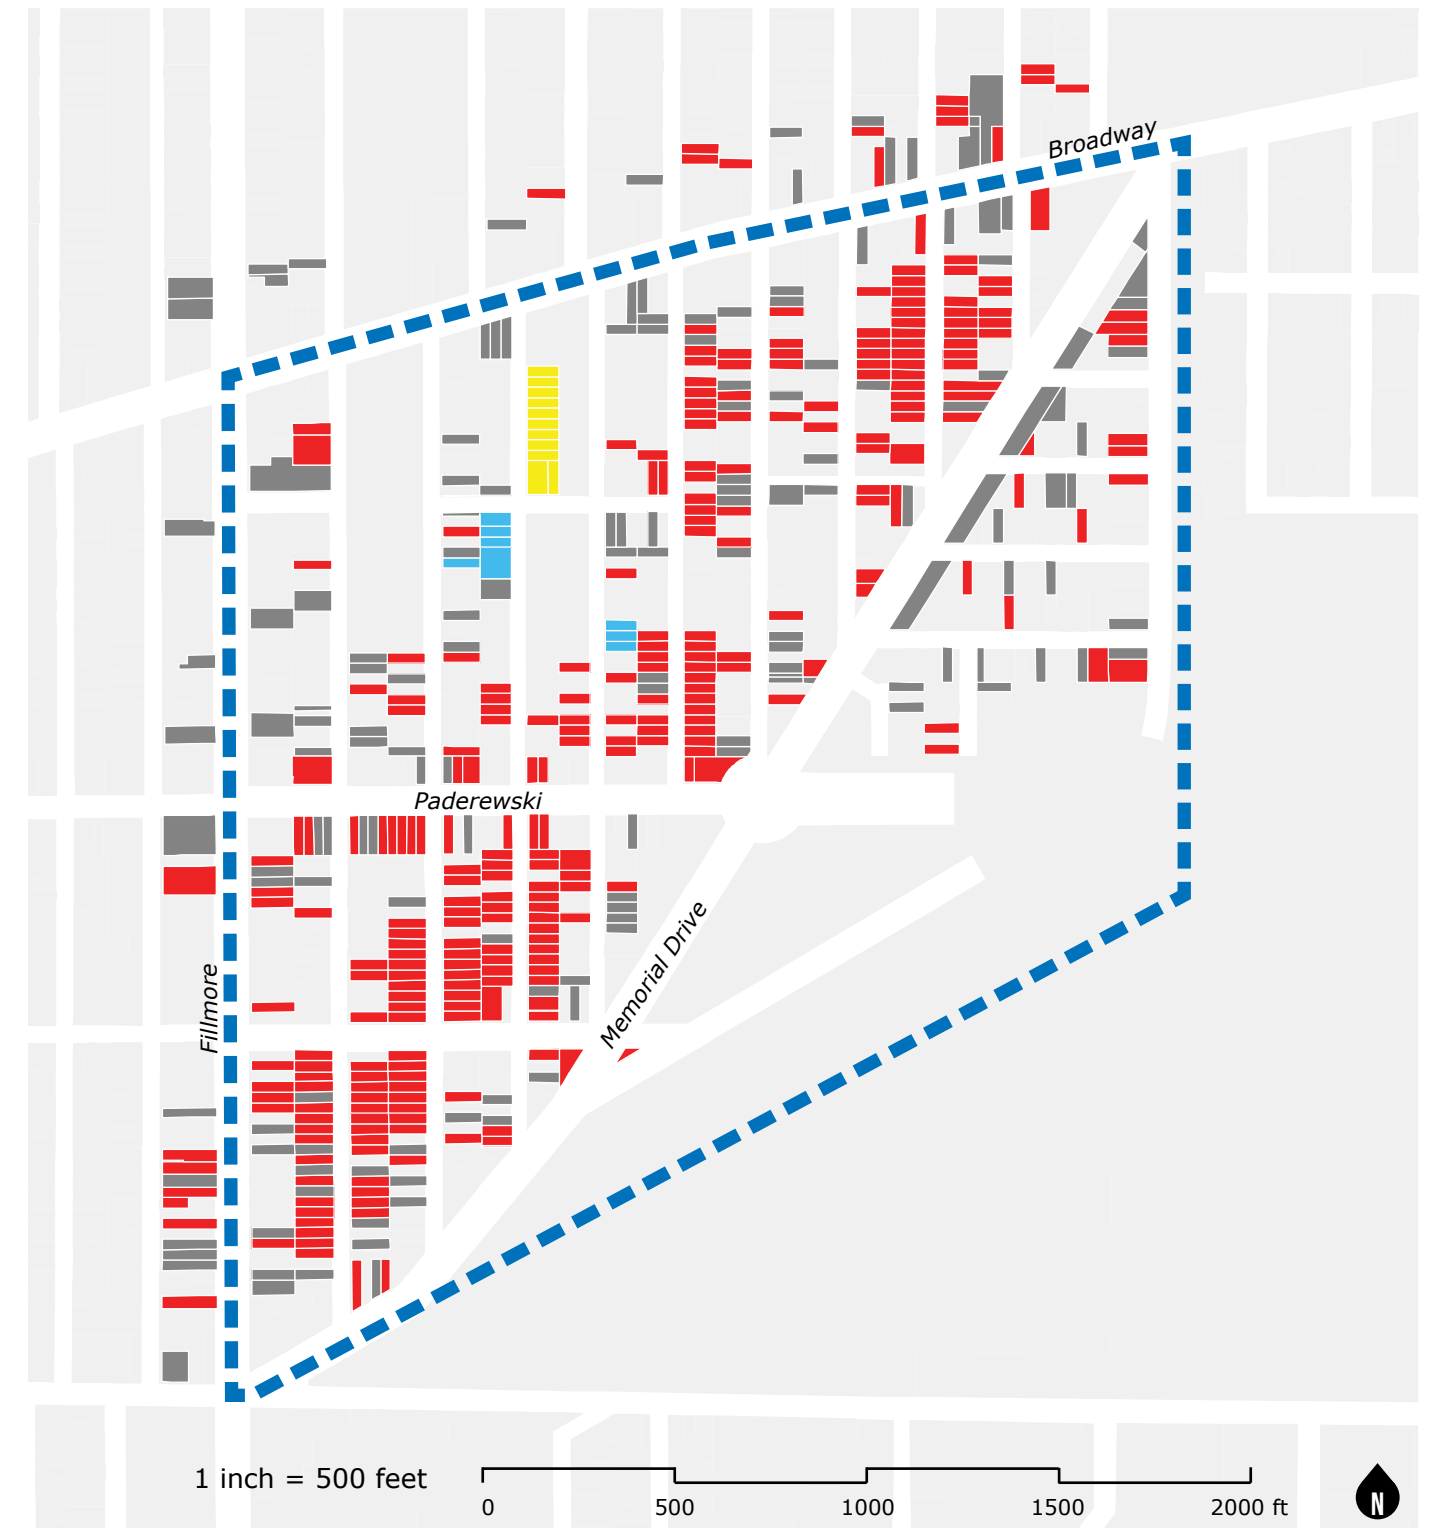 Broadway
Paderewski
Memorial Drive
Fillmore
1 inch = 500 feet
0 500 1000 1500 2000 ft
N